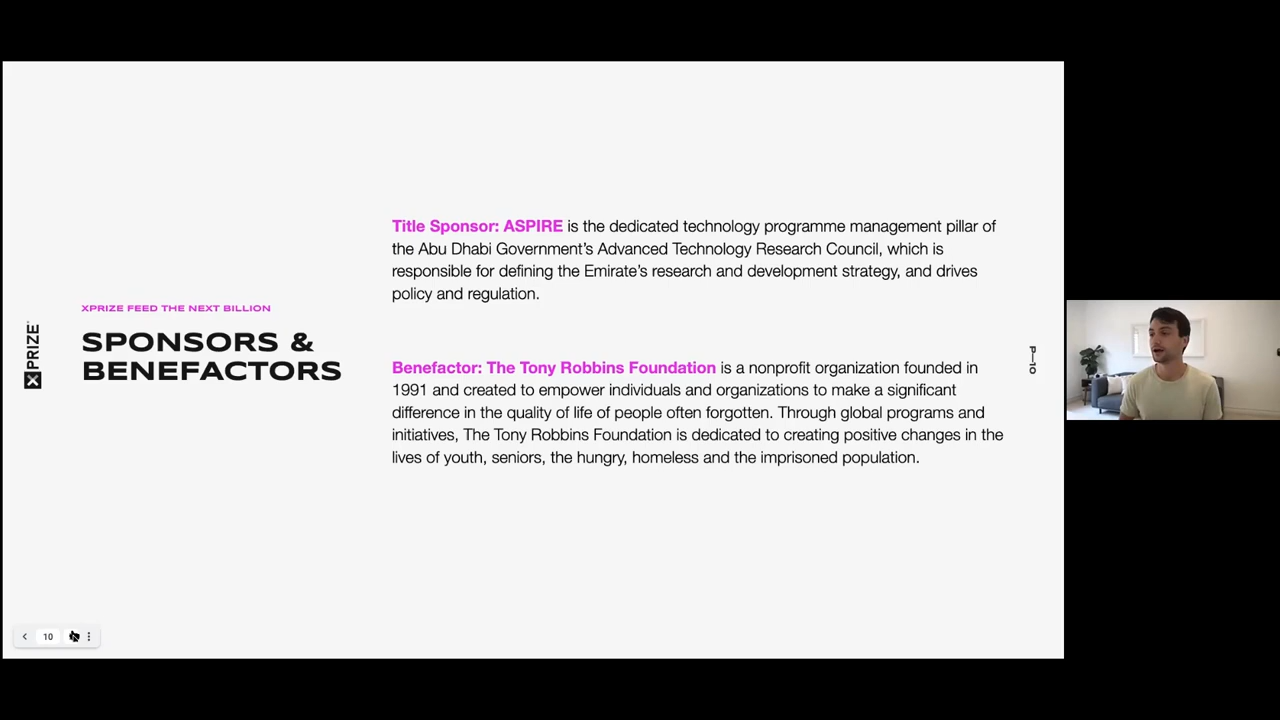 XPRIZE
XPRIZE FEED THE NEXT BILLION
SPONSORS &
BENEFACTORS
Title Sponsor: ASPIRE is the dedicated technology programme management pillar of
the Abu Dhabi Government’s Advanced Technology Research Council, which is
responsible for defining the Emirate’s research and development strategy, and drives
policy and regulation.
Benefactor: The Tony Robbins Foundation is a nonprofit organization founded in
1991 and created to empower individuals and organizations to make a significant
difference in the quality of life of people often forgotten. Through global programs and
initiatives, The Tony Robbins Foundation is dedicated to creating positive changes in the
lives of youth, seniors, the hungry, homeless and the imprisoned population.
P—10
10